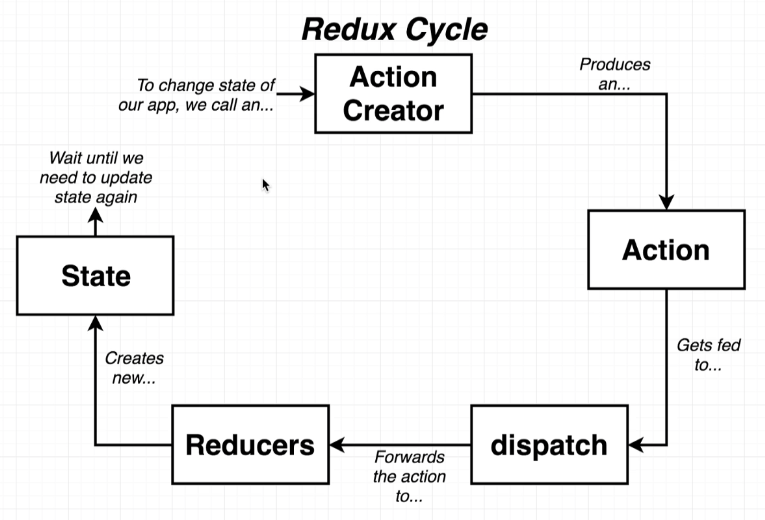 Redux Cycle
To change state of
our app, we call an...
Action
Creator
Produces
an...
Action
Gets fed
to...
dispatch
Forwards
the action
to...
Reducers
Creates
new...
State
Wait until we
need to update
state again